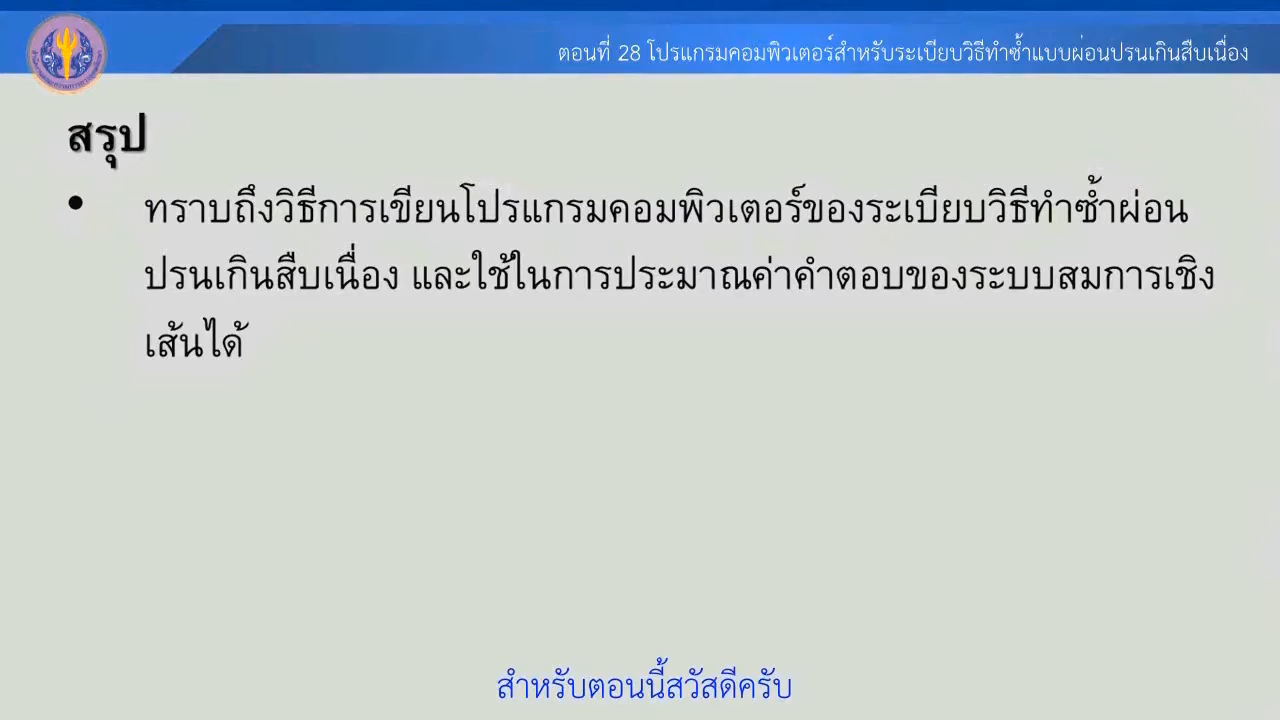 ตอนที่ 28 โปรแกรมคอมพิวเตอร์สำหรับระเบียบวิธีทำซ้ำแบบผ่อนปรนเกินสืบเนื่อง
สรุป
• ทราบถึงวิธีการเขียนโปรแกรมคอมพิวเตอร์ของระเบียบวิธีทำซ้ำผ่อน
ปรนเกินสืบเนื่อง และใช้ในการประมาณค่าคำตอบของระบบสมการเชิง
เส้นได้
สำหรับตอนนี้สวัสดีครับ